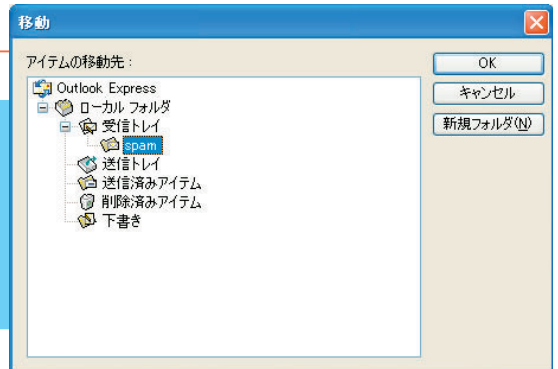 移動
アイテムの移動先：
Outlook Express
ローカル フォルダ
受信トレイ
spam
送信トレイ
送信済みアイテム
削除済みアイテム
下書き
OK
キャンセル
新規フォルダ(N)